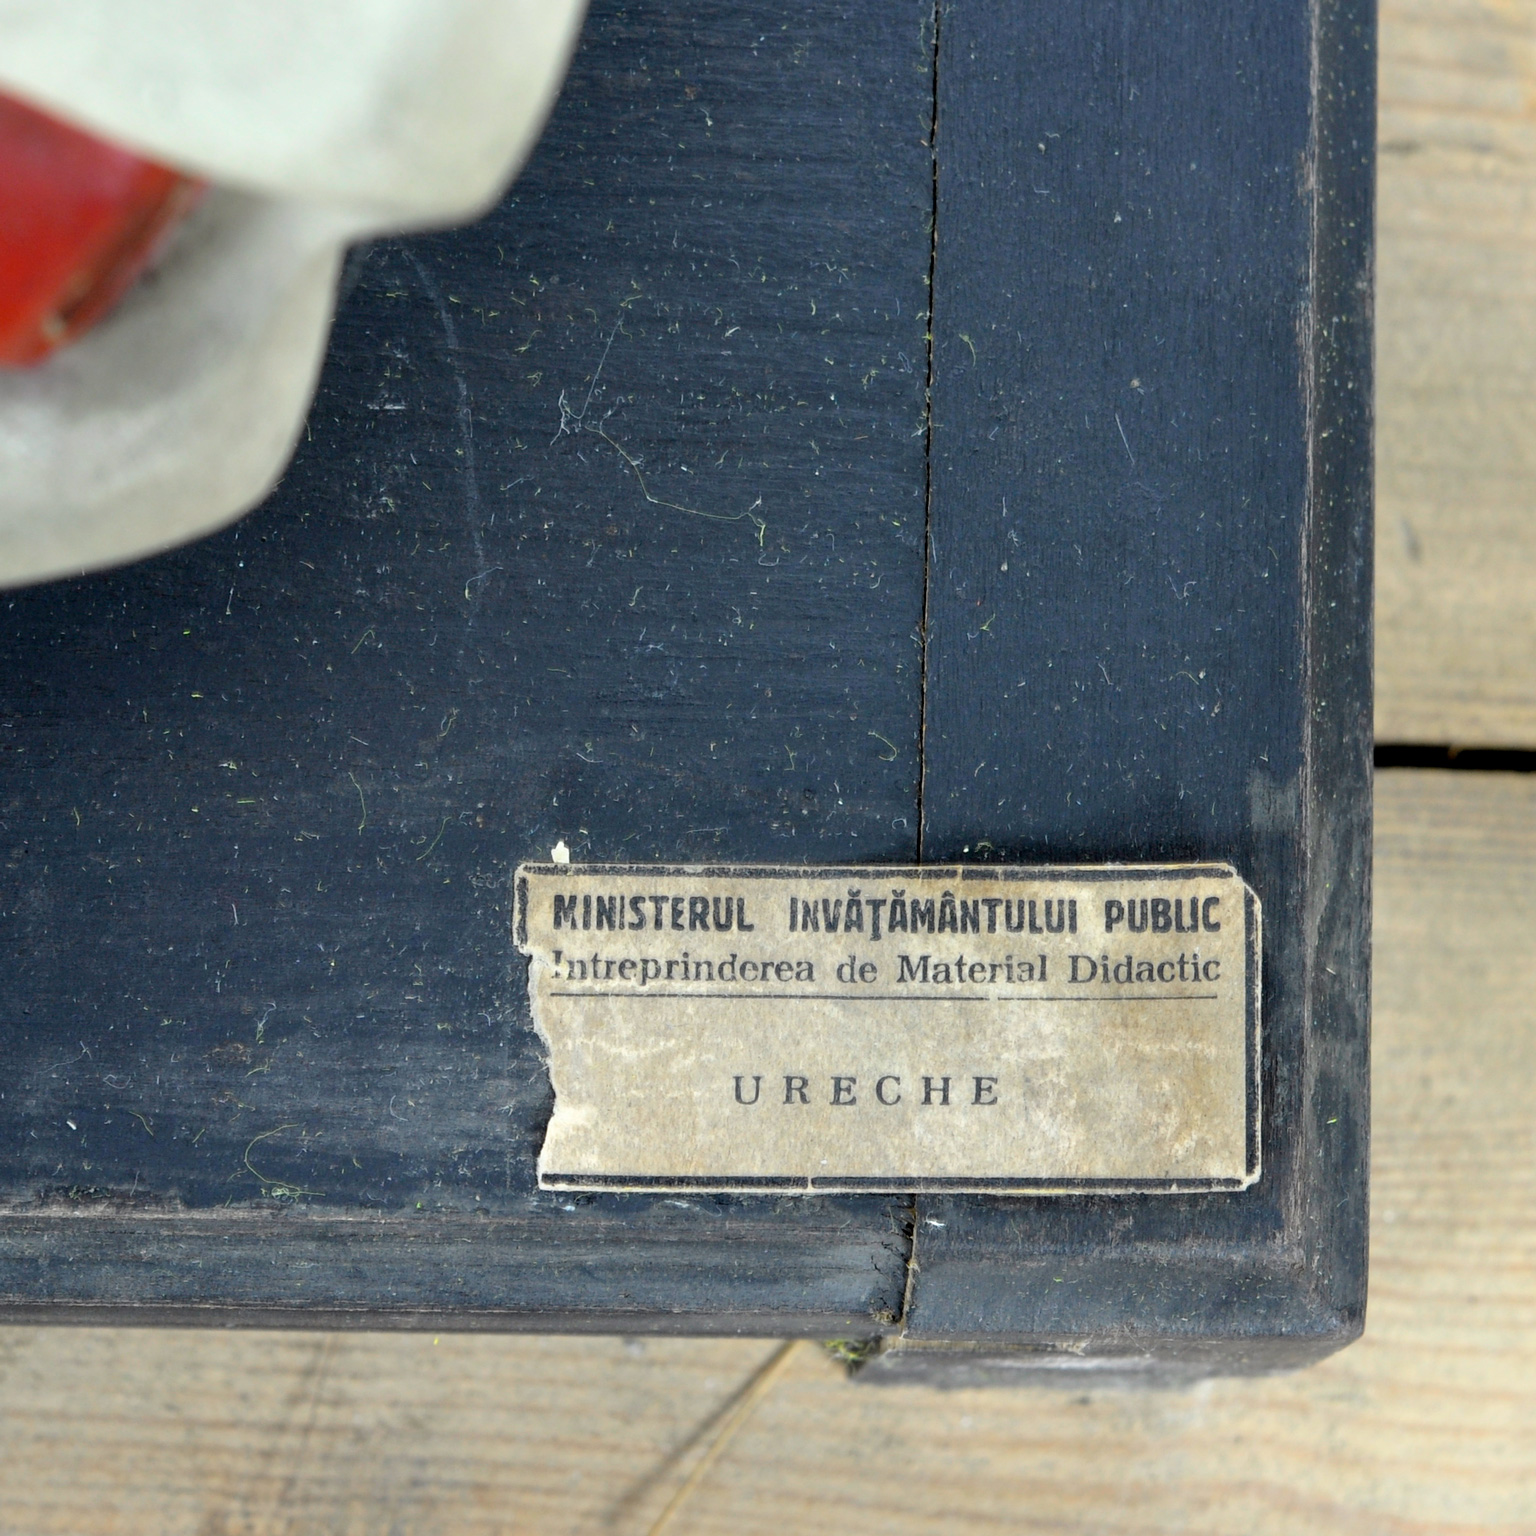 MINISTERUL INVĂŢĂMÂNTULUI PUBLIC
Intreprinderea de Material Didactic
URECHE